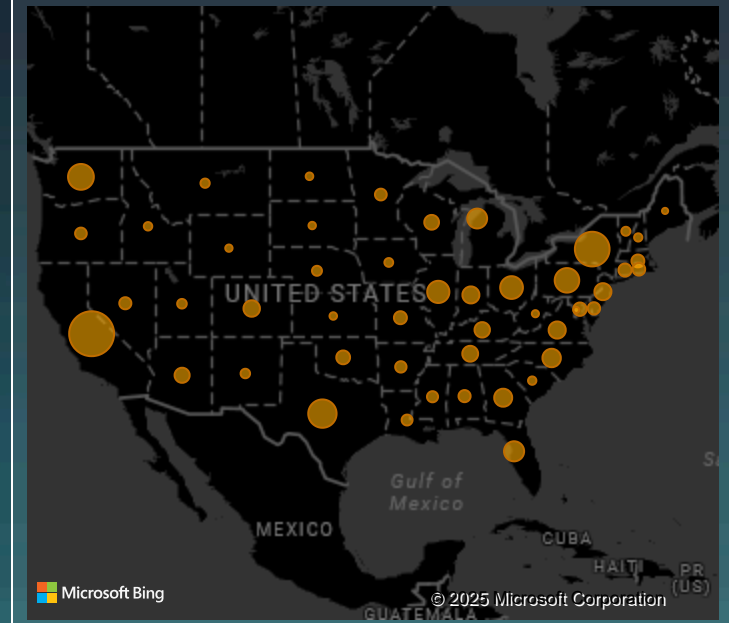 UNITED STATES
Gulf of
Mexico
MEXICO
CUBA
HAITI
PR
(US)
GUATEMALA
Microsoft Bing
© 2025 Microsoft Corporation